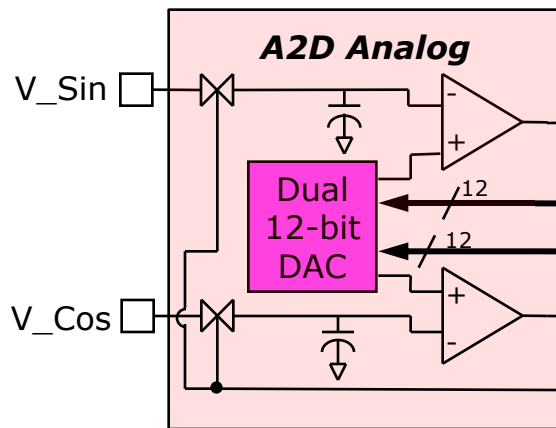 A2D Analog
V_Sin
-
+
Dual
12-bit
DAC
12
12
V_Cos
+
-